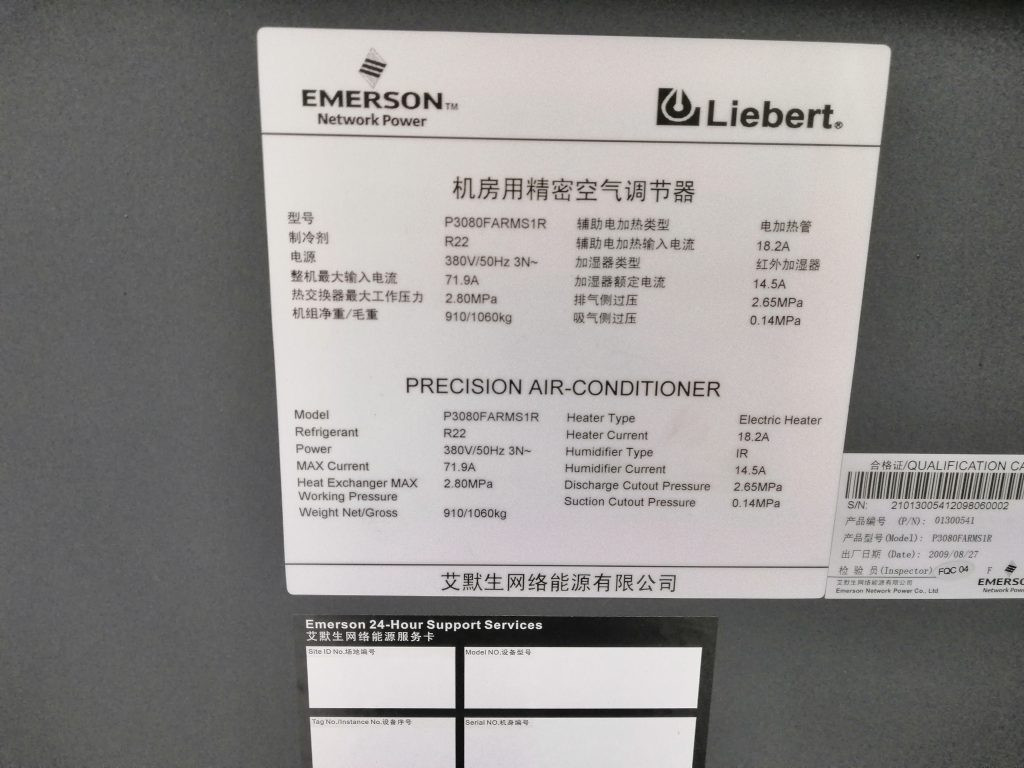 EMERSON™
Network Power
Liebert®
机房用精密空气调节器
型号 P3080FARMS1R 辅助电加热类型 电加热管
制冷剂 R22 辅助电加热输入电流 18.2A
电源 380V/50Hz 3N~ 加湿器类型 红外加湿器
整机最大输入电流 71.9A 加湿器额定电流 14.5A
热交换器最大工作压力 2.80MPa 排气侧过压 2.65MPa
机组净重/毛重 910/1060kg 吸气侧过压 0.14MPa
PRECISION AIR-CONDITIONER
Model P3080FARMS1R Heater Type Electric Heater
Refrigerant R22 Heater Current 18.2A
Power 380V/50Hz 3N~ Humidifier Type IR
MAX Current 71.9A Humidifier Current 14.5A
Heat Exchanger MAX 2.80MPa Discharge Cutout Pressure 2.65MPa
Working Pressure Suction Cutout Pressure 0.14MPa
Weight Net/Gross 910/1060kg
艾默生网络能源有限公司
合格证/QUALIFICATION CA
S/N: 21013005412098060002
产品编号 (P/N): 01300541
产品型号(Model): P3080FARMS1R
出厂日期 (Date): 2009/08/27
检 验 员(Inspector) FQC 04 F
艾默生网络能源有限公司 EMERSO
Emerson Network Power Co., Ltd Network Pow
Emerson 24-Hour Support Services
艾默生网络能源服务卡
Site ID No.场地编号 Model NO.设备型号
Tag No./Instance No.设备序号 Serial NO.机身编号